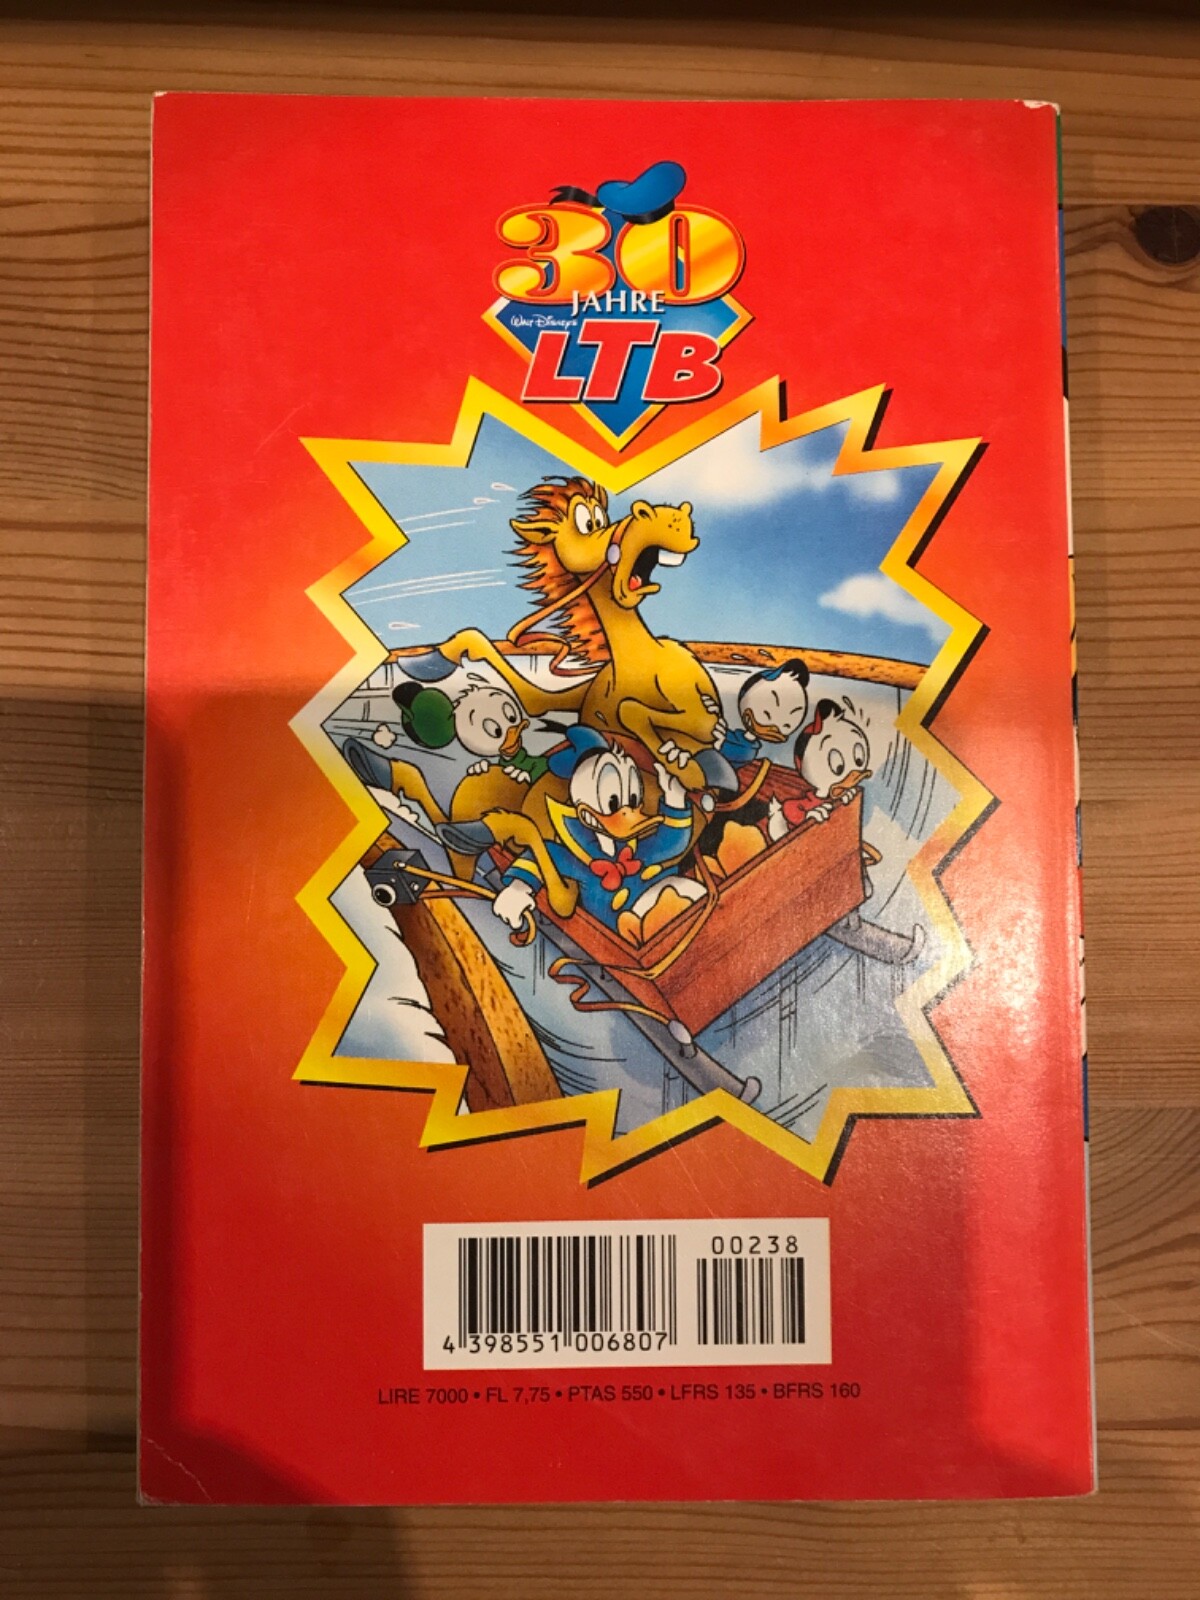 30
JAHRE
Walt Disneys
LTB
00238
4 398551 006807
LIRE 7000 • FL 7,75 • PTAS 550 • LFRS 135 • BFRS 160